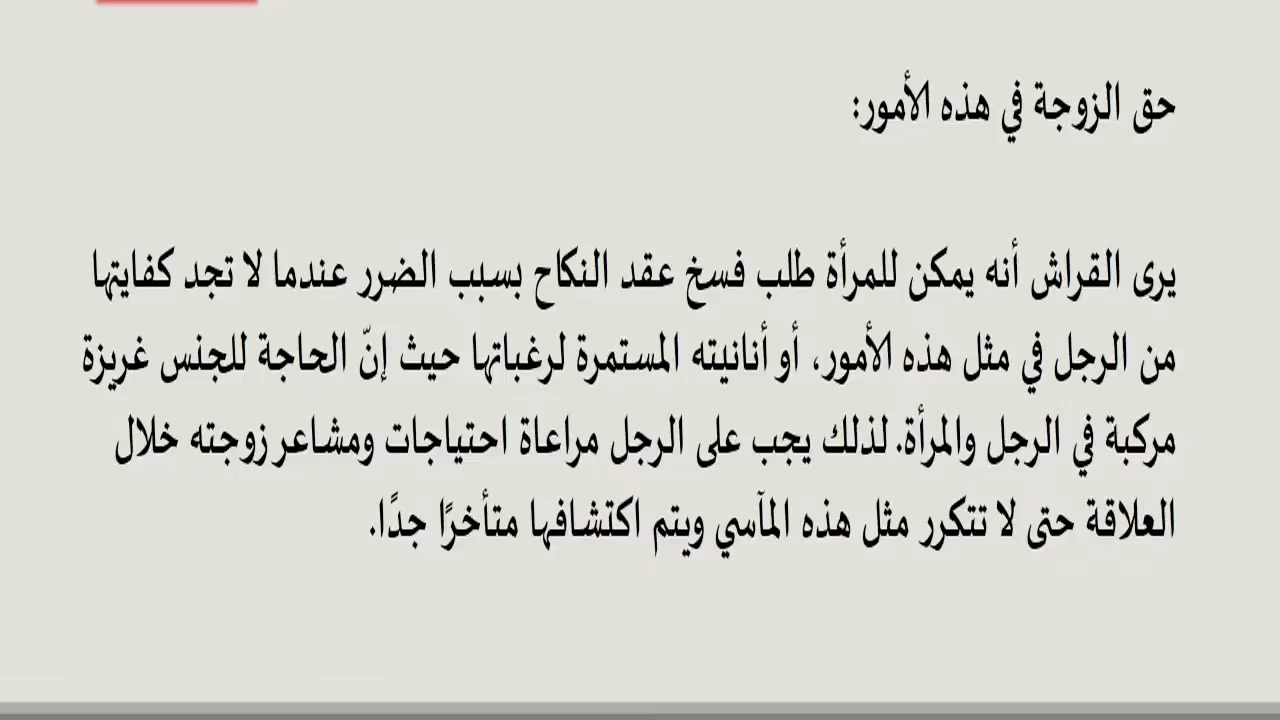 حق الزوجة في هذه الأمور:
يرى القراش أنه يمكن للمرأة طلب فسخ عقد النكاح بسبب الضرر عندما لا تجد كفايتها
من الرجل في مثل هذه الأمور، أو أنانيته المستمرة لرغباتها حيث إنّ الحاجة للجنس غريزة
مركبة في الرجل والمرأة. لذلك يجب على الرجل مراعاة احتياجات ومشاعر زوجته خلال
العلاقة حتى لا تتكرر مثل هذه المآسي ويتم اكتشافها متأخرًا جدًا.